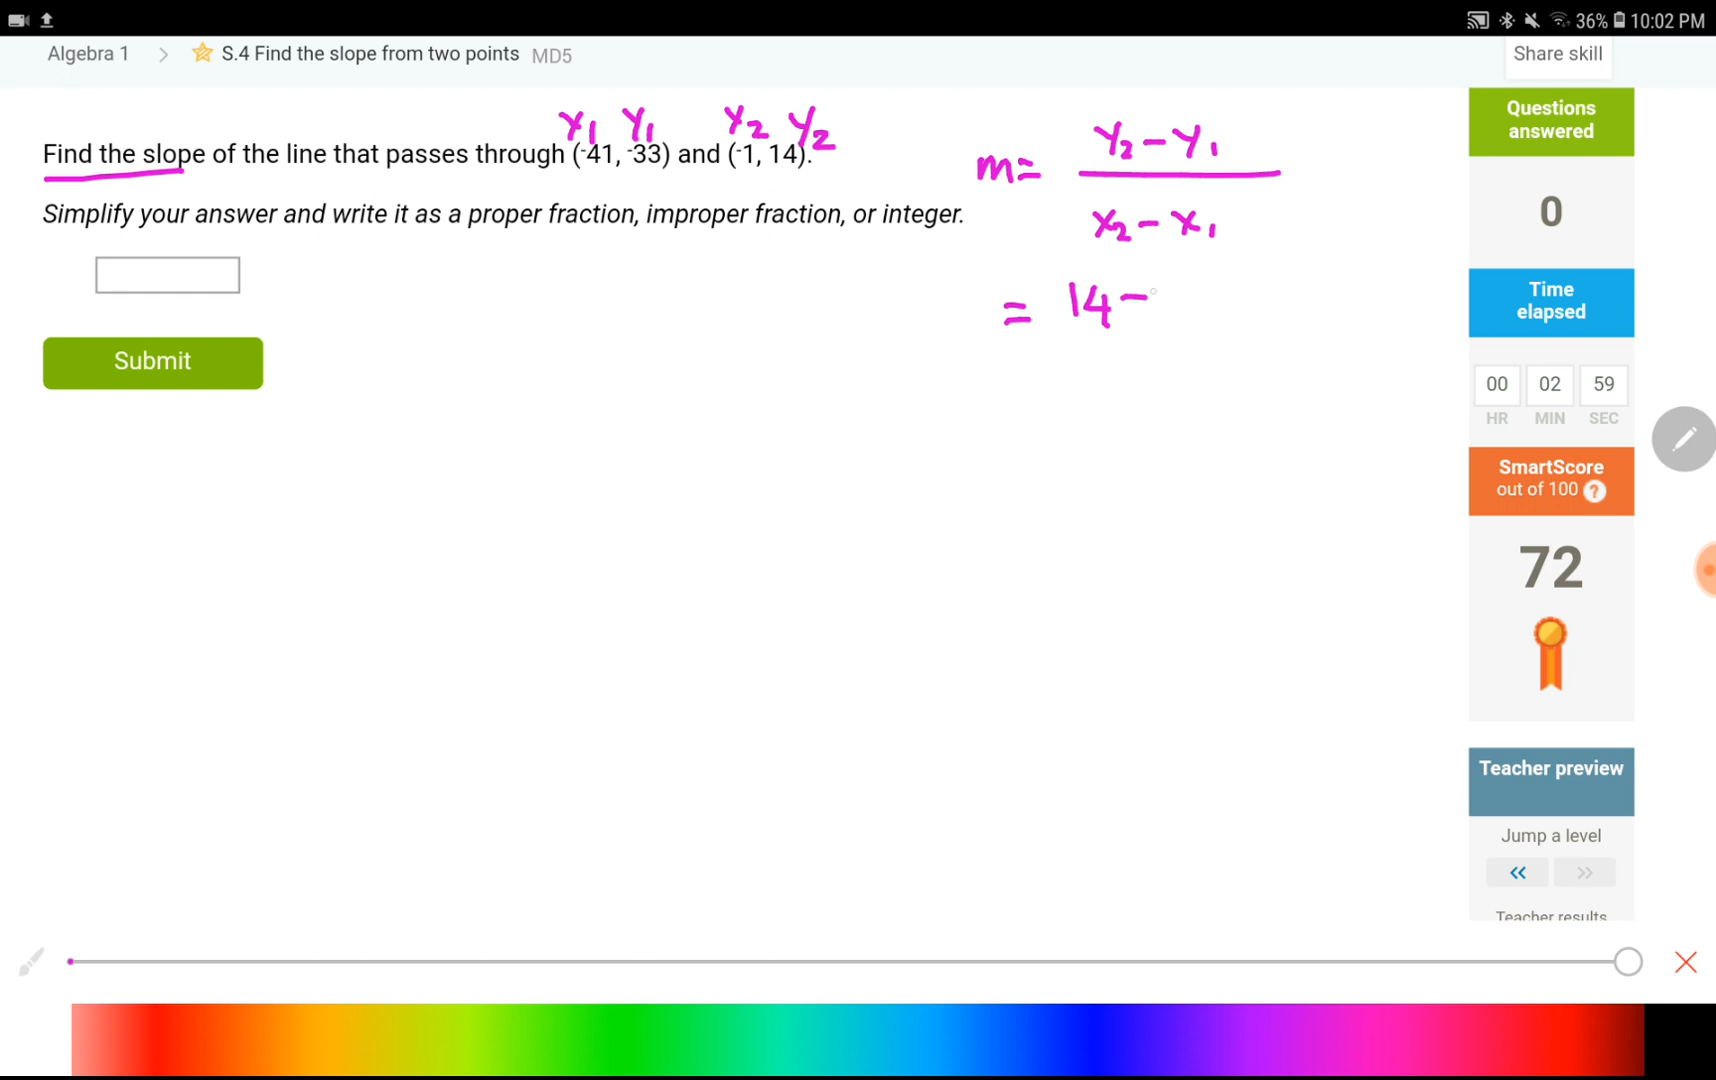 36% 10:02 PM
Algebra 1 > S.4 Find the slope from two points MD5
Share skill
x1 y1 x2 y2
Find the slope of the line that passes through (-41, -33) and (-1, 14).
Simplify your answer and write it as a proper fraction, improper fraction, or integer.
Submit
m= y2 - y1
x2 - x1
= 14 -
Questions
answered
0
Time
elapsed
00 02 59
HR MIN SEC
SmartScore
out of 100 ?
72
Teacher preview
Jump a level
<< >>
Teacher results